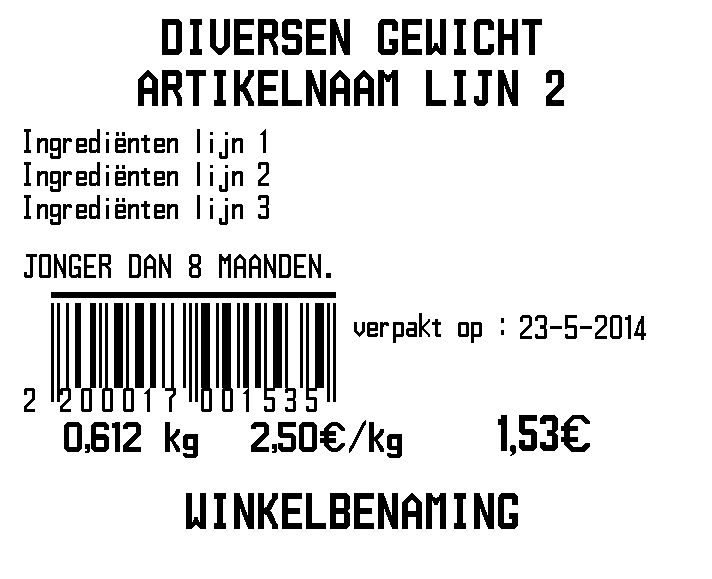 DIVERSEN GEWICHT
ARTIKELNAAM LIJN 2
Ingrediënten lijn 1
Ingrediënten lijn 2
Ingrediënten lijn 3
JONGER DAN 8 MAANDEN.
verpakt op : 23-5-2014
2 200017 001535
0,612 kg 2,50€/kg 1,53€
WINKELBENAMING